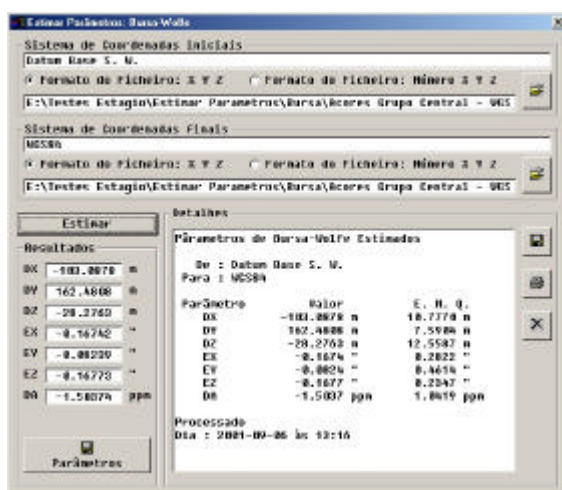 Estimar Parâmetros: Bursa-Wolfe
Sistema de Coordenadas Iniciais
Datum Base S. W.
Formato do Ficheiro: X Y Z Formato do Ficheiro: Número X Y Z
E:\Testes Estagio\Estimar Parametros\Bursa\Acores Grupo Central - WGS
Sistema de Coordenadas Finais
WGS84
Formato do Ficheiro: X Y Z Formato do Ficheiro: Número X Y Z
E:\Testes Estagio\Estimar Parametros\Bursa\Acores Grupo Central - WGS
Estimar
Resultados
DX -103.0878 m
DY 162.4808 m
DZ -28.2763 m
EX -0.16742 "
EY "
EZ -0.16773 "
DA -1.50374 ppm
Parâmetros
Detalhes
Parametros de Bursa-Wolfe Estimados
De : Datum Base S. W.
Para : WGS84
Parâmetro Valor E. M. Q.
DX -103.0878 m 10.7770 m
DY 162.4808 m 7.5904 m
DZ -28.2763 m 12.5587 m
EX -0.1674 " 0.2822 "
EY -0.0824 " 0.4614 "
EZ -0.1677 " 0.2347 "
DA -1.5037 ppm 1.0419 ppm
Processado
Dia : 2001-09-06 às 13:16